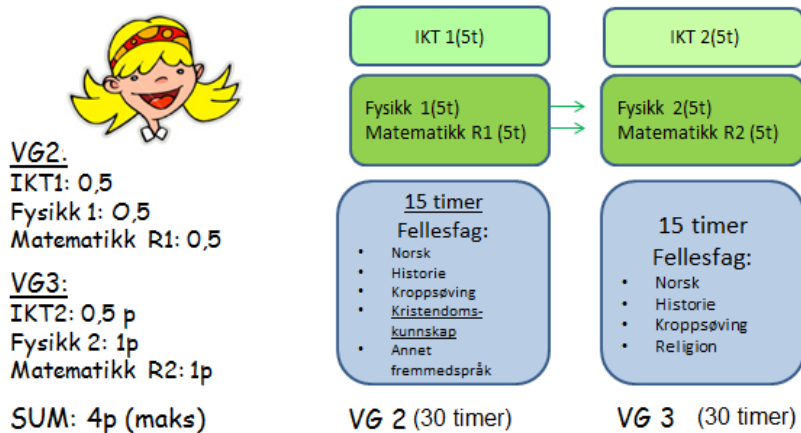 VG2:
IKT1: 0,5
Fysikk 1: 0,5
Matematikk R1: 0,5
VG3:
IKT2: 0,5 p
Fysikk 2: 1p
Matematikk R2: 1p
SUM: 4p (maks)
IKT 1(5t)
Fysikk 1(5t)
Matematikk R1 (5t)
15 timer
Fellesfag:
• Norsk
• Historie
• Kroppsøving
• Kristendoms-
kunnskap
• Annet
fremmedspråk
VG 2 (30 timer)
IKT 2(5t)
Fysikk 2(5t)
Matematikk R2 (5t)
15 timer
Fellesfag:
• Norsk
• Historie
• Kroppsøving
• Religion
VG 3 (30 timer)